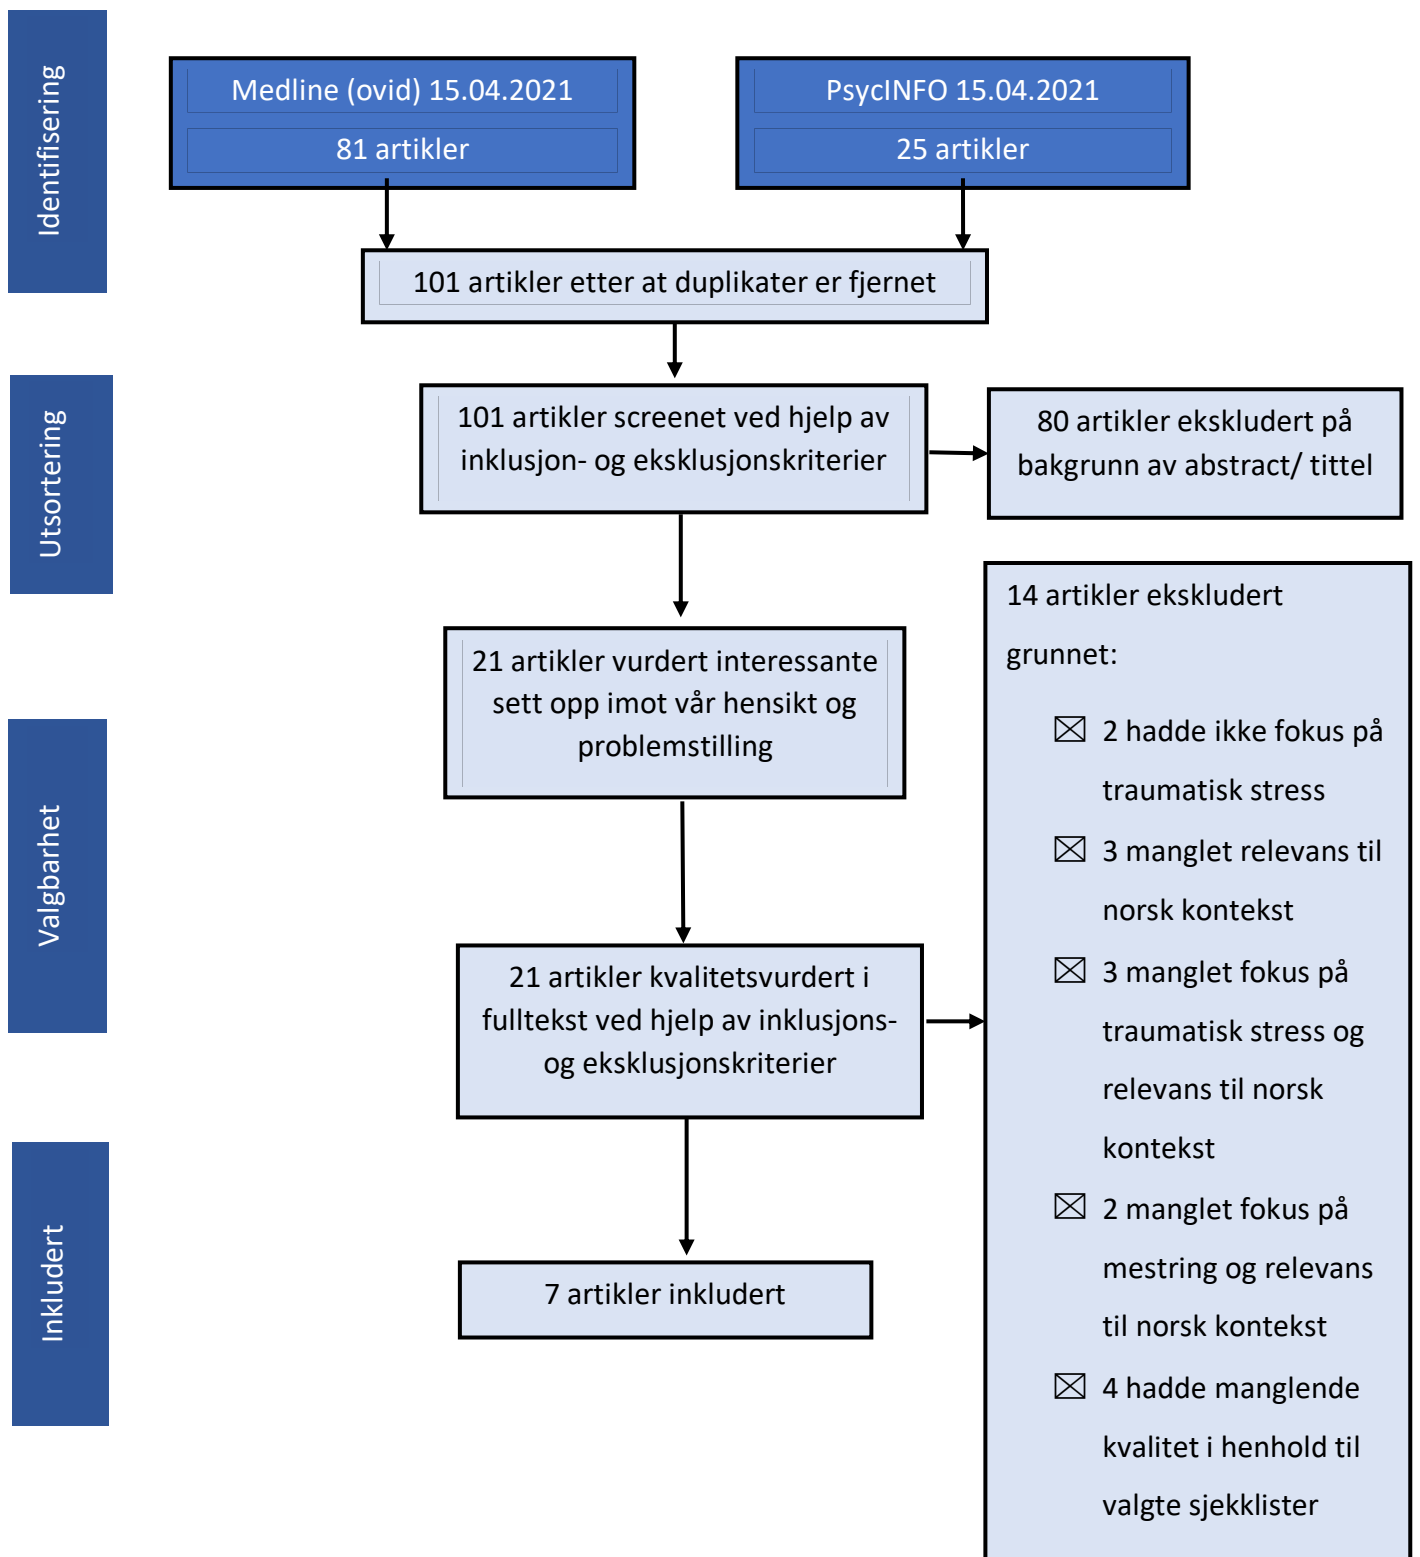 Identifisering
Medline (ovid) 15.04.2021
81 artikler
PsycINFO 15.04.2021
25 artikler
101 artikler etter at duplikater er fjernet
Utsortering
101 artikler screenet ved hjelp av
inklusjon- og eksklusjonskriterier
80 artikler ekskludert på
bakgrunn av abstract/ tittel
Valgbarhet
21 artikler vurdert interessante
sett opp imot vår hensikt og
problemstilling
21 artikler kvalitetsvurdert i
fulltekst ved hjelp av inklusjons-
og eksklusjonskriterier
14 artikler ekskludert
grunnet:
☒ 2 hadde ikke fokus på
traumatisk stress
☒ 3 manglet relevans til
norsk kontekst
☒ 3 manglet fokus på
traumatisk stress og
relevans til norsk
kontekst
☒ 2 manglet fokus på
mestring og relevans
til norsk kontekst
☒ 4 hadde manglende
kvalitet i henhold til
valgte sjekklister
Inkludert
7 artikler inkludert